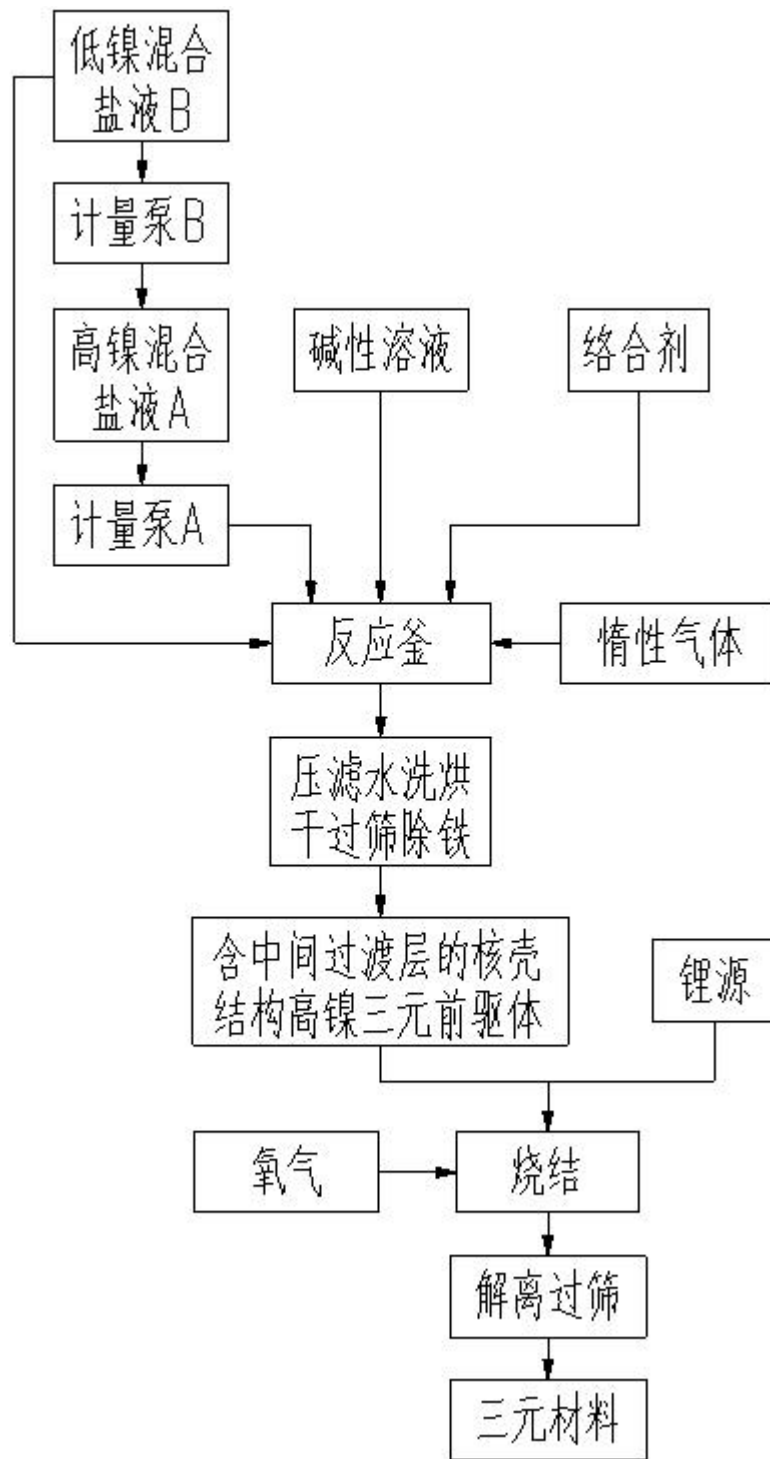 低镍混合
盐液B
计量泵B
高镍混合
盐液A
碱性溶液
络合剂
计量泵A
反应釜
惰性气体
压滤水洗烘
干过筛除铁
含中间过渡层的核壳
结构高镍三元前驱体
锂源
氧气
烧结
解离过筛
三元材料